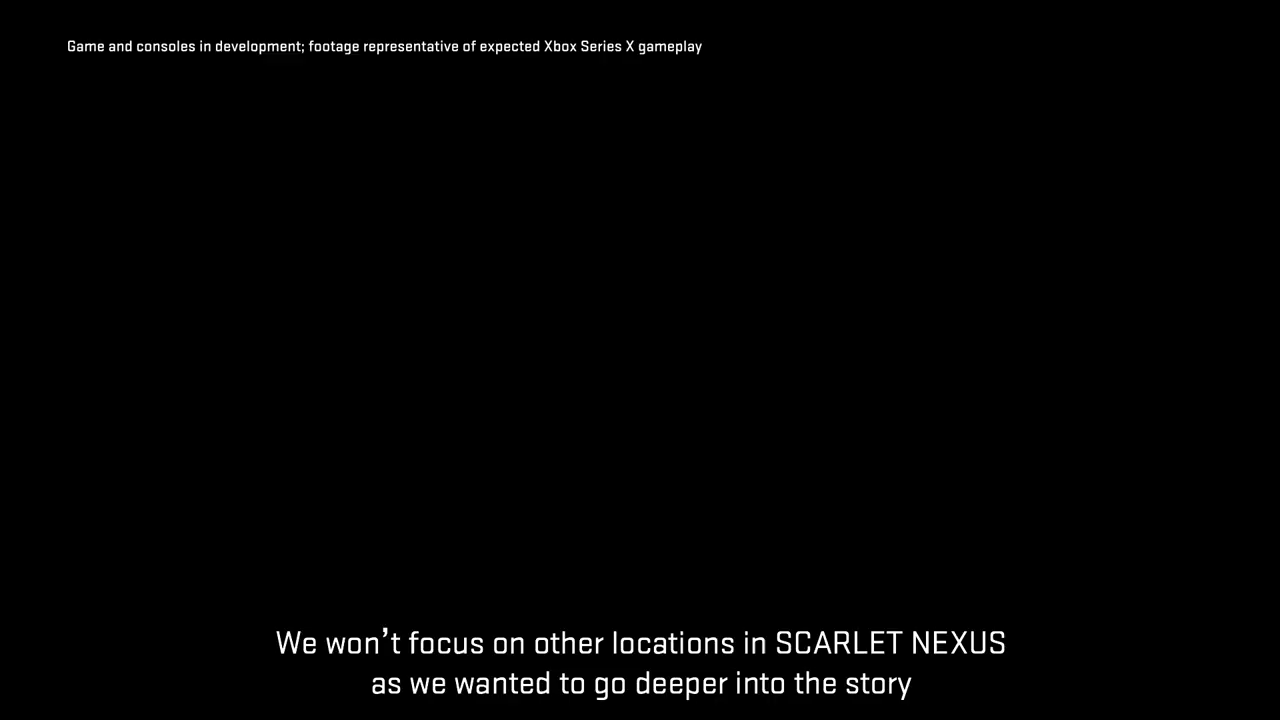 Game and consoles in development; footage representative of expected Xbox Series X gameplay
We won’t focus on other locations in SCARLET NEXUS
as we wanted to go deeper into the story